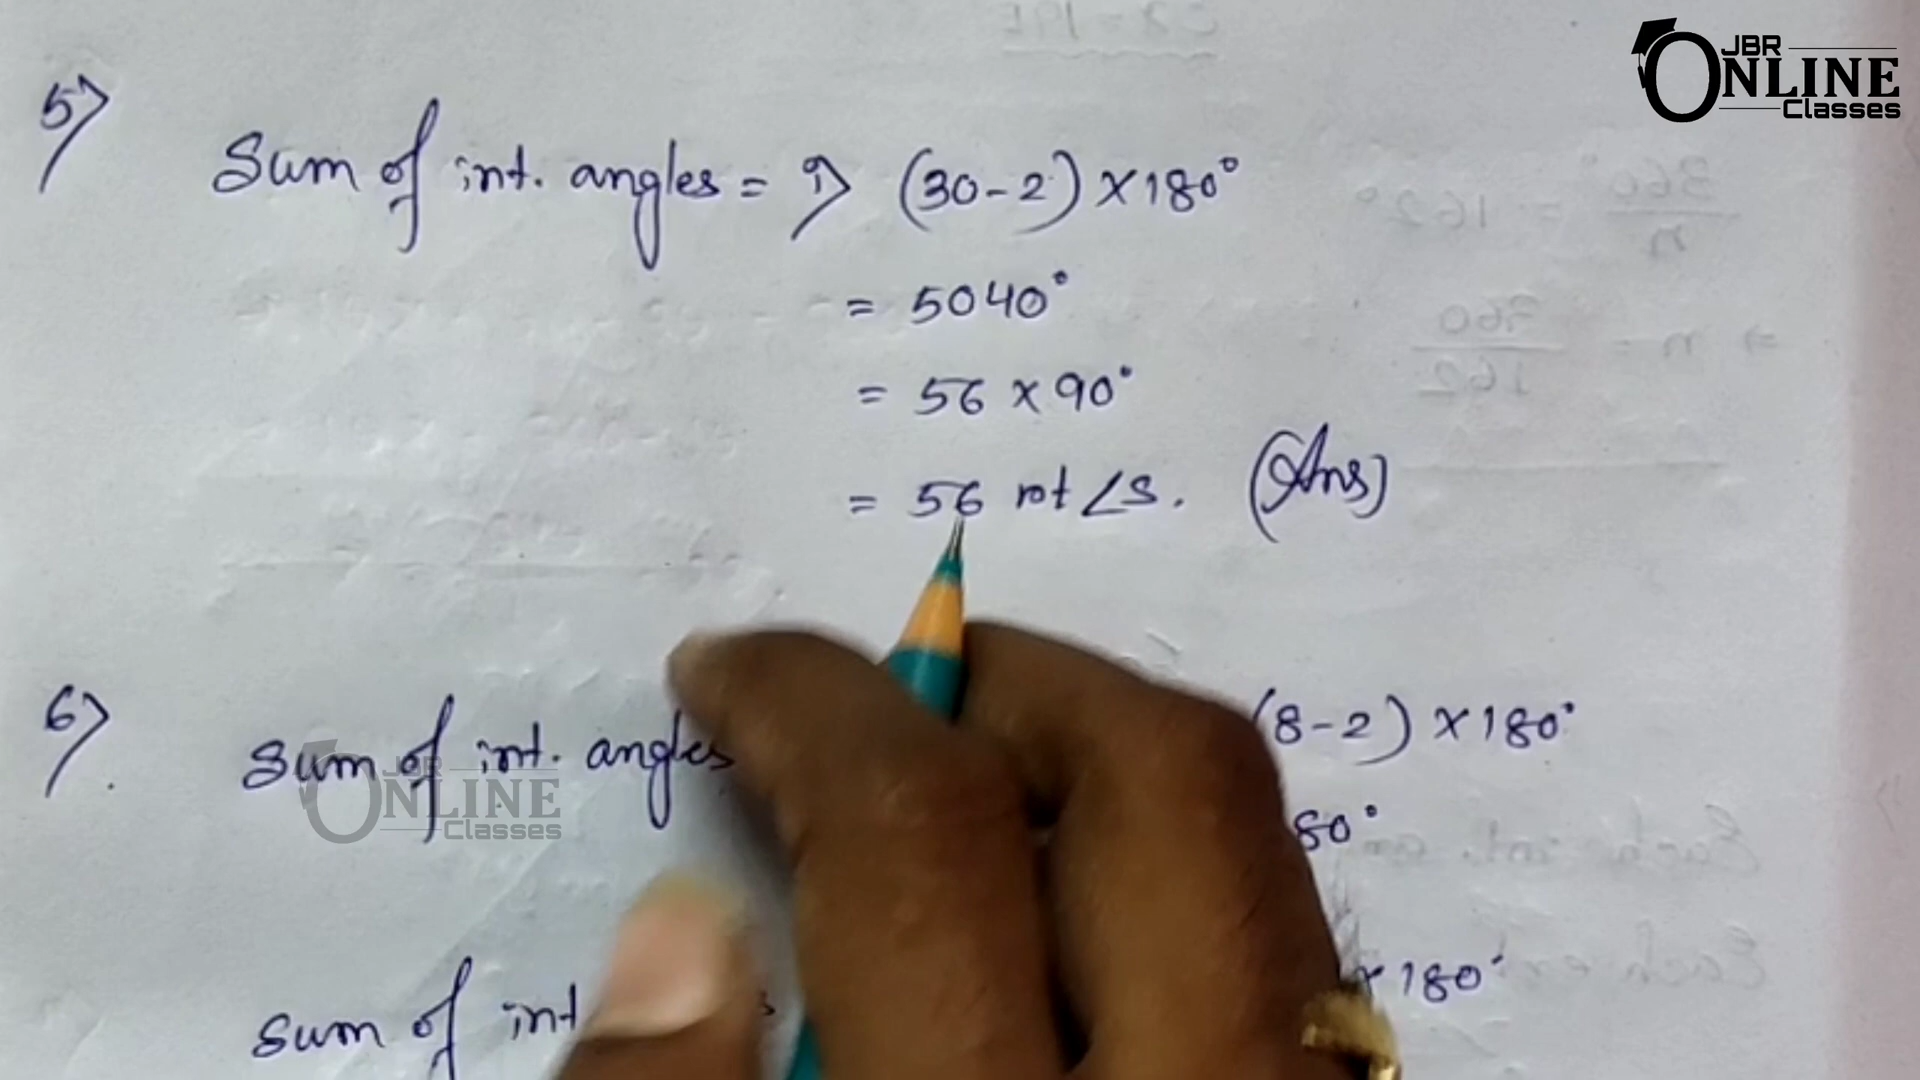 JBR
ONLINE
Classes
5) Sum of int. angles = i) (30-2) × 180°
= 5040°
= 56 × 90°
= 56 rt ∠s. (Ans)
6). Sum of int. angles (8-2) × 180°
80°
JBR
ONLINE
Classes
Sum of int × 180°